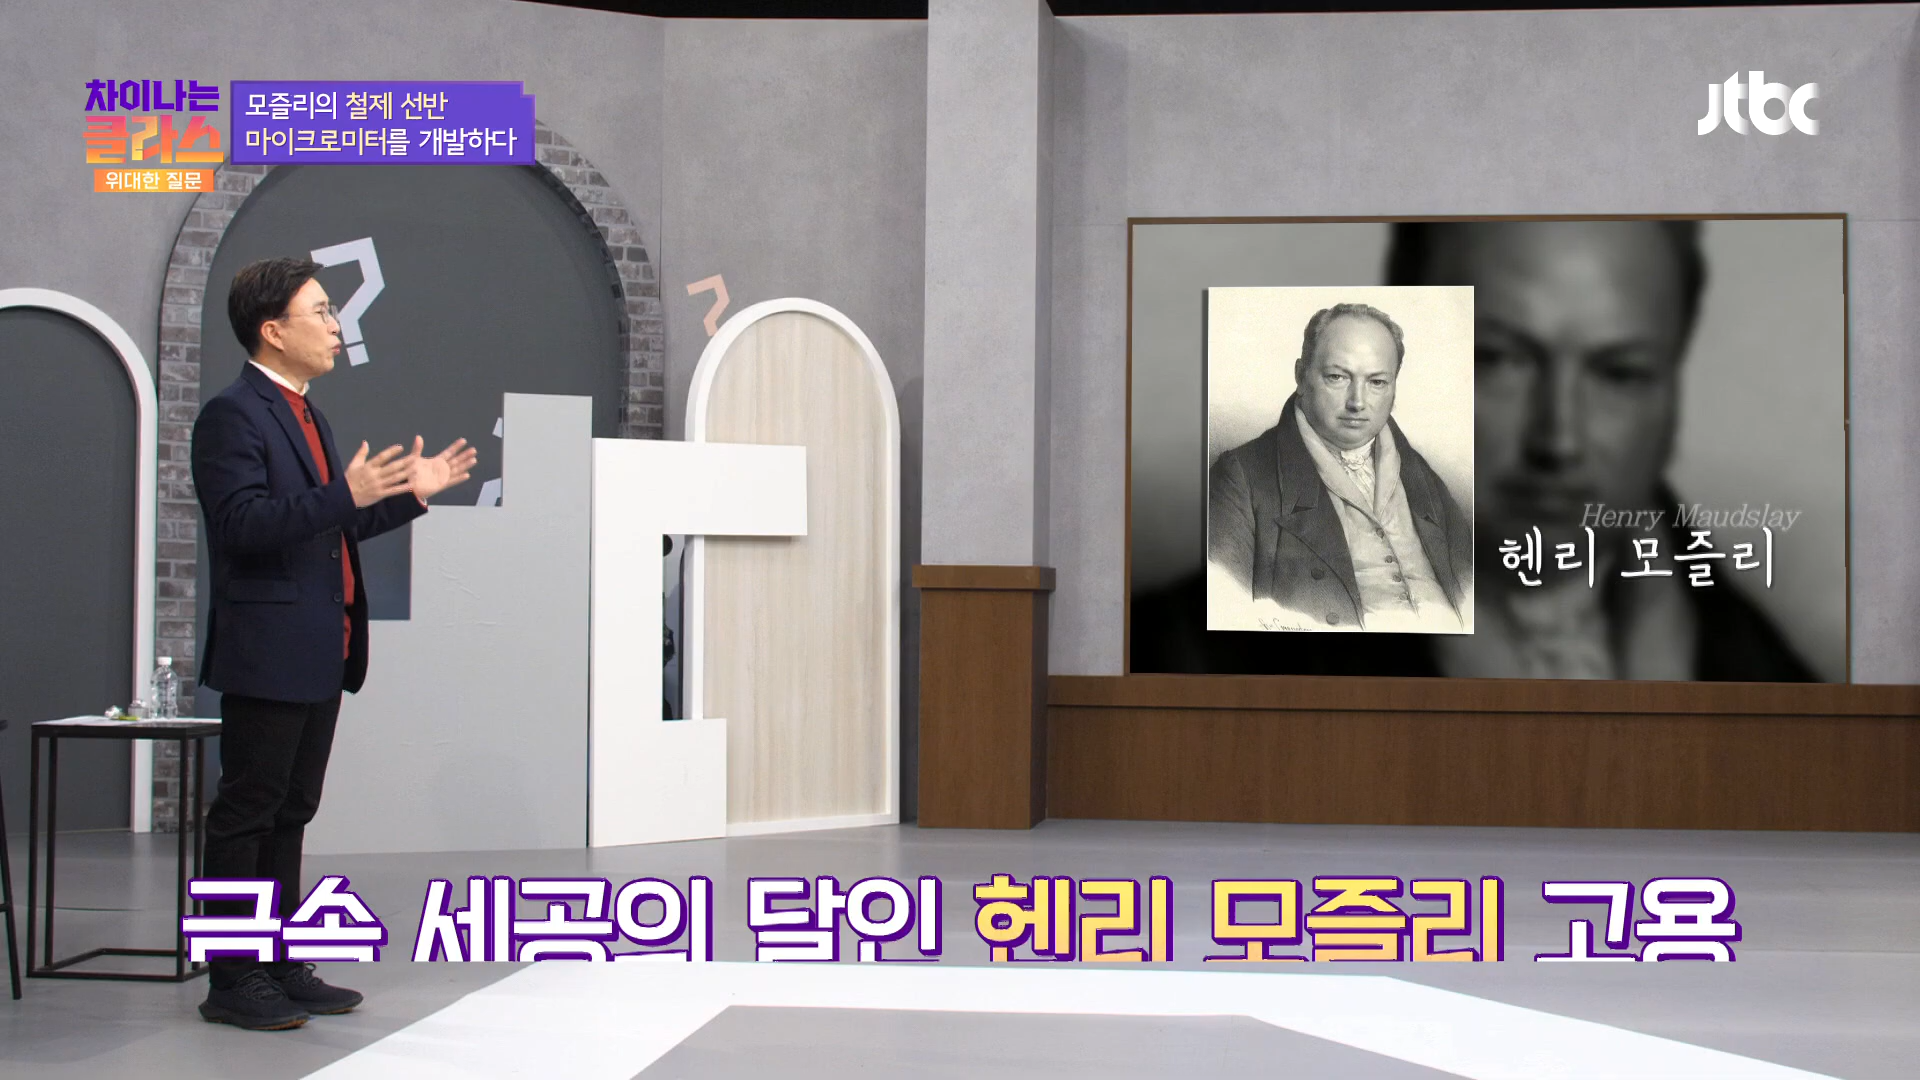 차이나는
클라스
위대한 질문
모즐리의 철제 선반
마이크로미터를 개발하다
jtbc
Henry Maudslay
헨리 모즐리
금속 세공의 달인 헨리 모즐리 고용